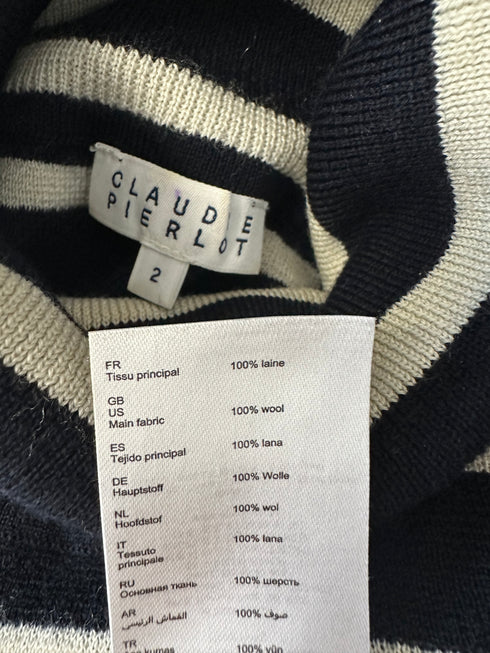 CLAUDIE
PIERLOT
2
FR
Tissu principal 100% laine
GB
US
Main fabric 100% wool
ES
Tejido principal 100% lana
DE
Hauptstoff 100% Wolle
NL
Hoofdstof 100% wol
IT
Tessuto
principale 100% lana
RU
Основная ткань 100% шерсть
AR
القماش الرئيسي 100% صوف
TR
kumaş 100% yün